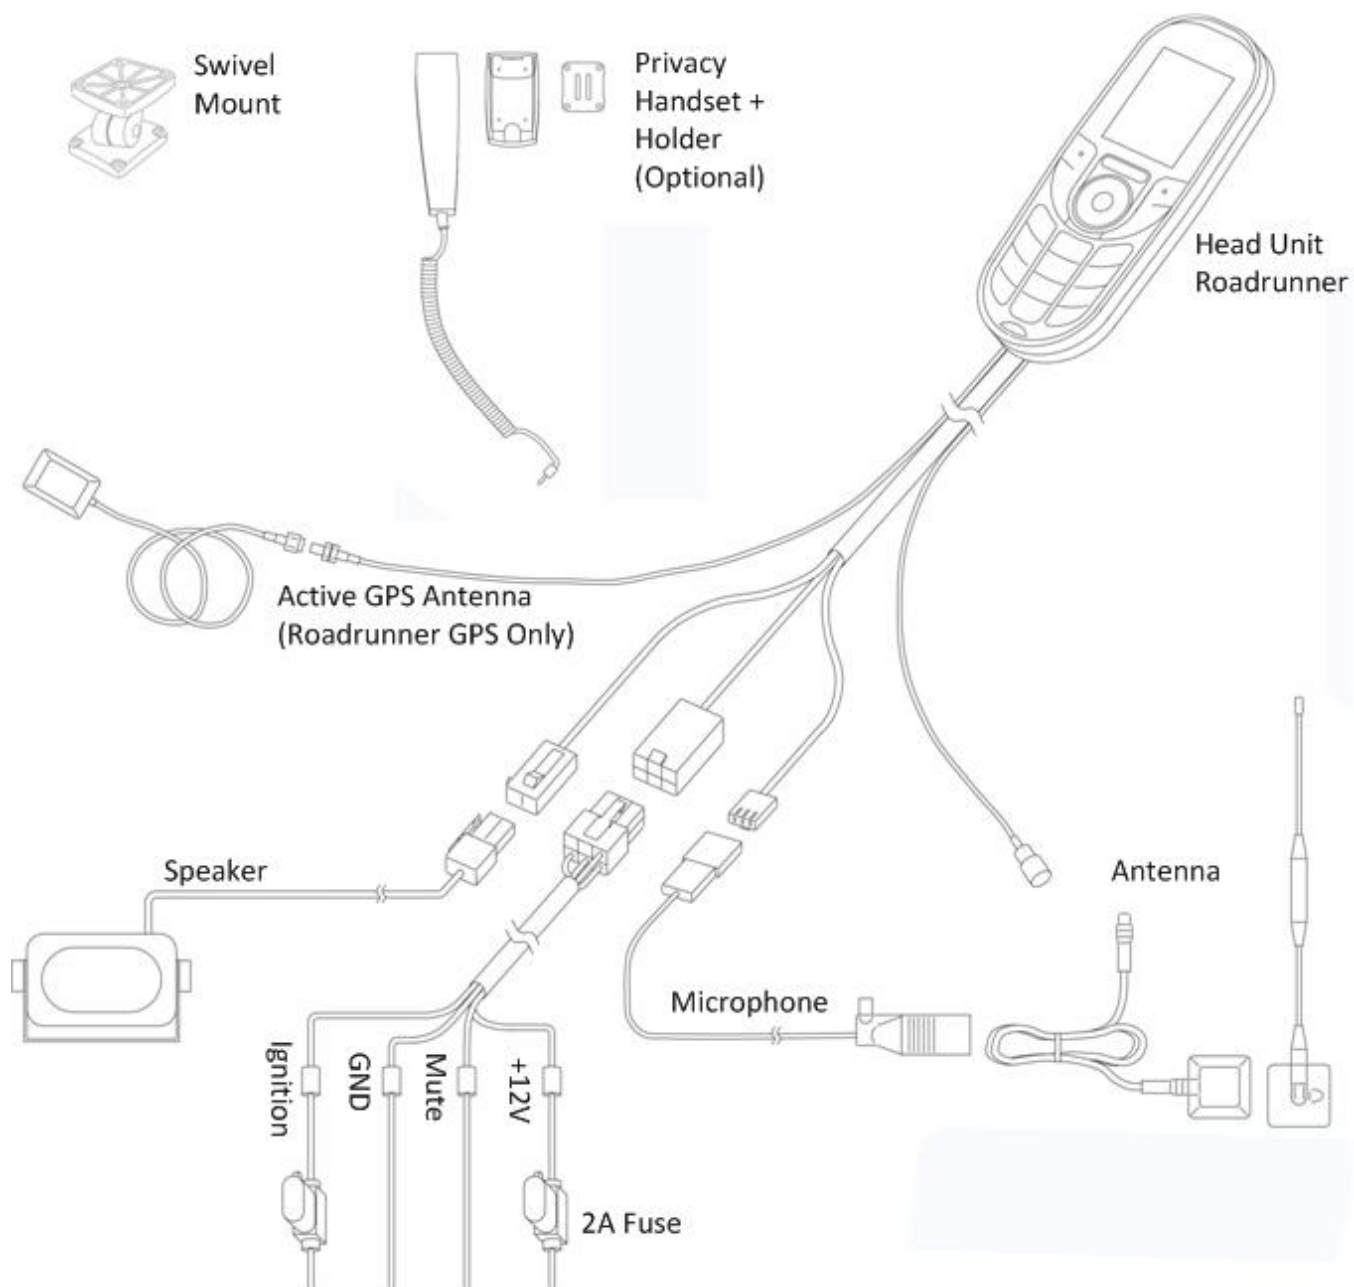 Swivel
Mount
Privacy
Handset +
Holder
(Optional)
Head Unit
Roadrunner
Active GPS Antenna
(Roadrunner GPS Only)
Speaker
Antenna
Microphone
Ignition
GND
Mute
+12V
2A Fuse